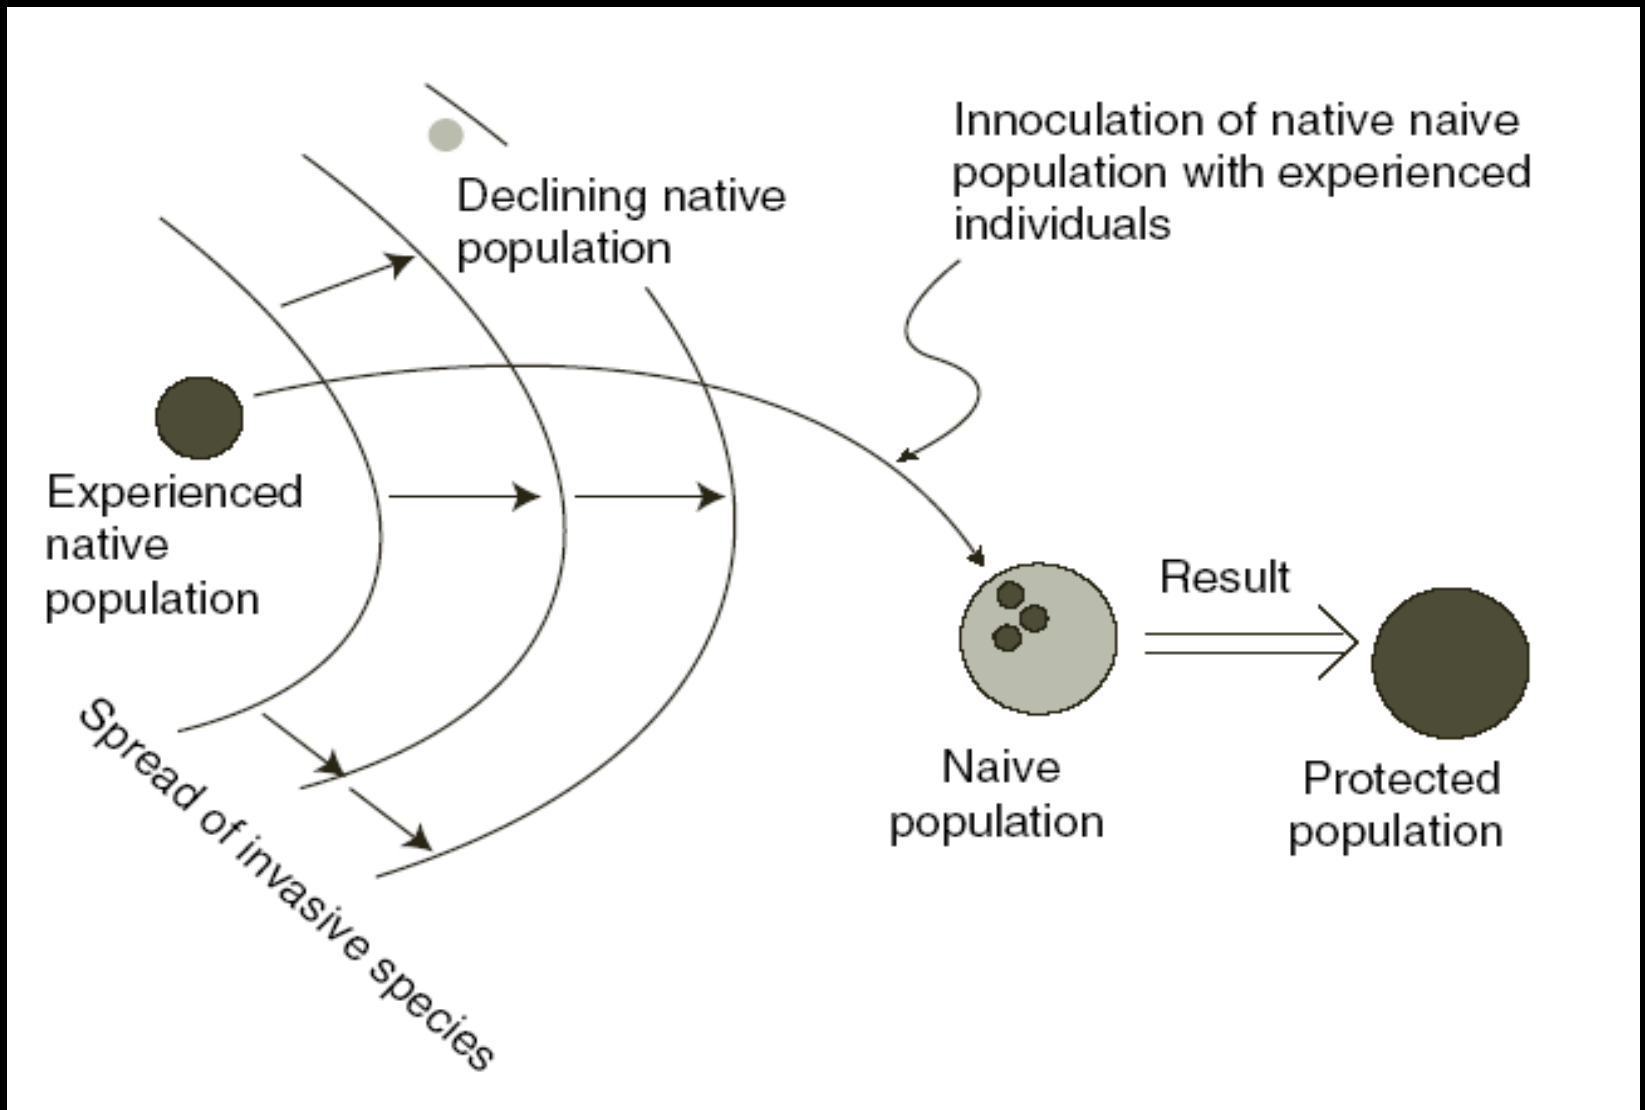 Declining native
population
Innoculation of native naive
population with experienced
individuals
Experienced
native
population
Spread of invasive species
Naive
population
Result
Protected
population